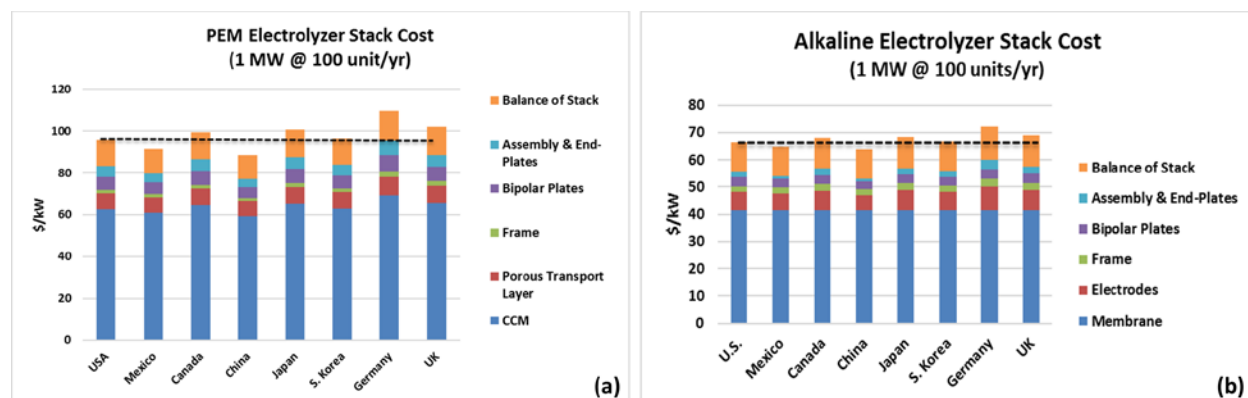 PEM Electrolyzer Stack Cost
(1 MW @ 100 unit/yr)
120
100
80
60
40
20
0
$/kW
USA
Mexico
Canada
China
Japan
S. Korea
Germany
UK
Balance of Stack
Assembly & End-
Plates
Bipolar Plates
Frame
Porous Transport
Layer
CCM
(a)
Alkaline Electrolyzer Stack Cost
(1 MW @ 100 units/yr)
80
70
60
50
40
30
20
10
0
$/kW
U.S.
Mexico
Canada
China
Japan
S. Korea
Germany
UK
Balance of Stack
Assembly & End-Plates
Bipolar Plates
Frame
Electrodes
Membrane
(b)